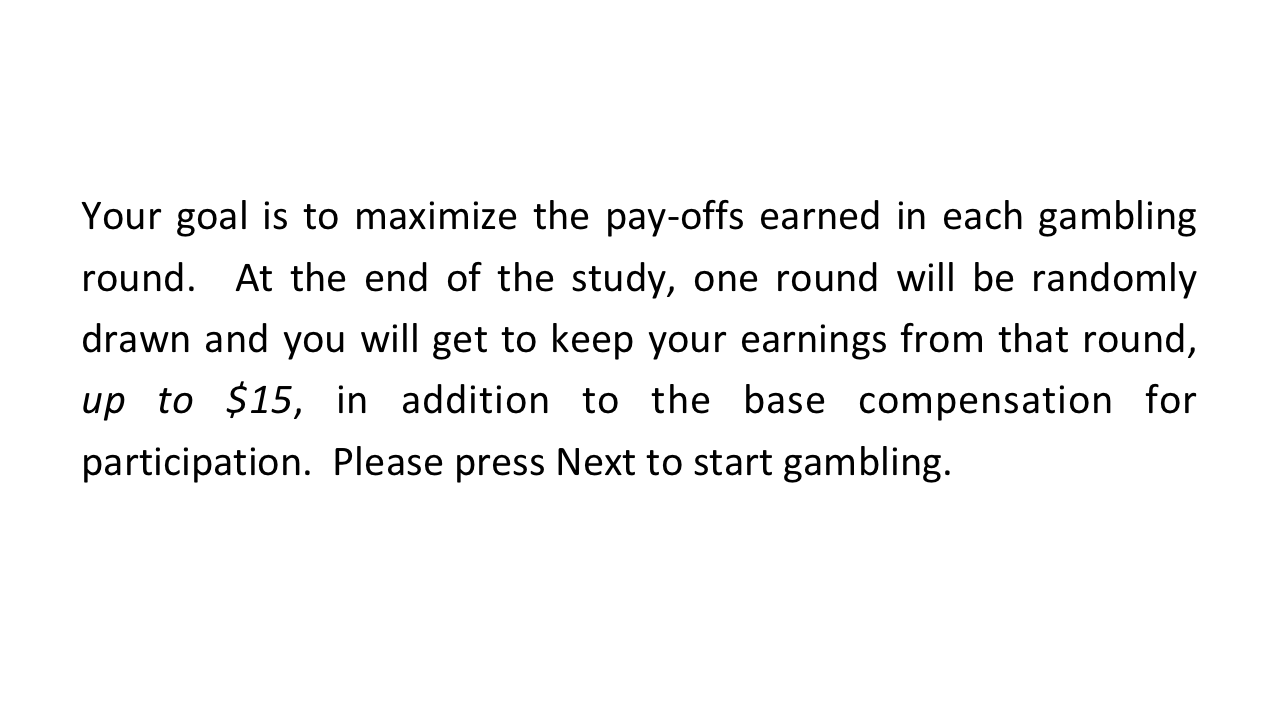 Your goal is to maximize the pay-offs earned in each gambling
round.  At the end of the study, one round will be randomly
drawn and you will get to keep your earnings from that round,
up to $15, in addition to the base compensation for
participation.  Please press Next to start gambling.